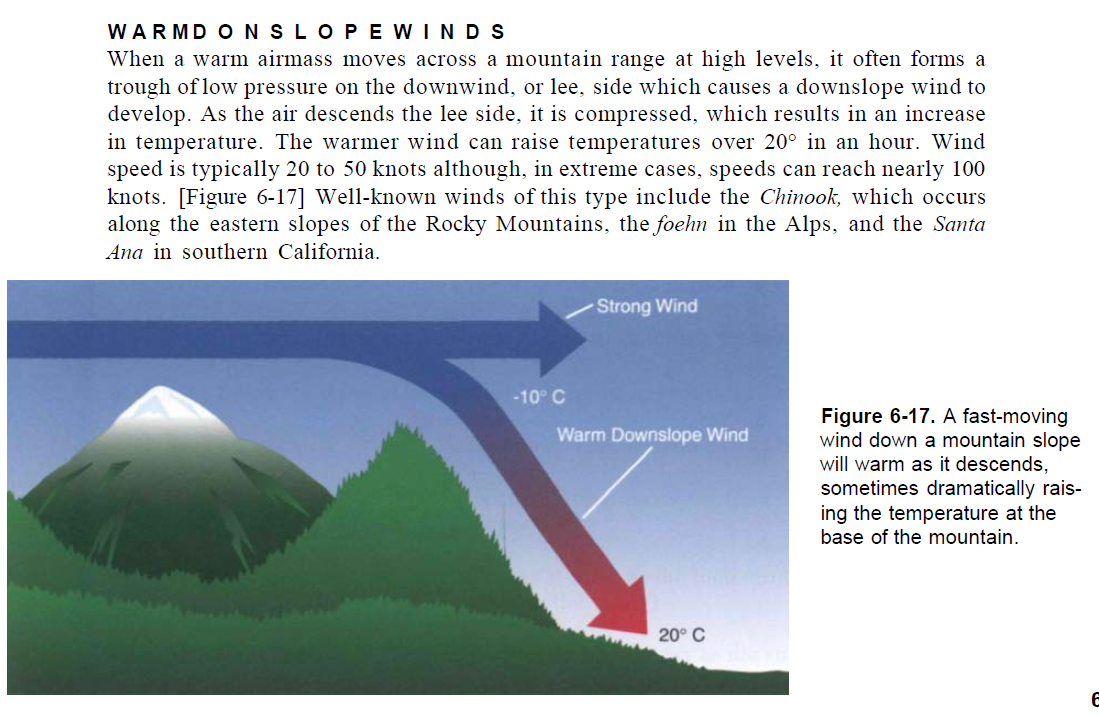 WARMDONSLOPEWINDS
When a warm airmass moves across a mountain range at high levels, it often forms a
trough of low pressure on the downwind, or lee, side which causes a downslope wind to
develop. As the air descends the lee side, it is compressed, which results in an increase
in temperature. The warmer wind can raise temperatures over 20° in an hour. Wind
speed is typically 20 to 50 knots although, in extreme cases, speeds can reach nearly 100
knots. [Figure 6-17] Well-known winds of this type include the Chinook, which occurs
along the eastern slopes of the Rocky Mountains, the foehn in the Alps, and the Santa
Ana in southern California.
Strong Wind
-10° C
Warm Downslope Wind
20° C
Figure 6-17. A fast-moving
wind down a mountain slope
will warm as it descends,
sometimes dramatically rais-
ing the temperature at the
base of the mountain.